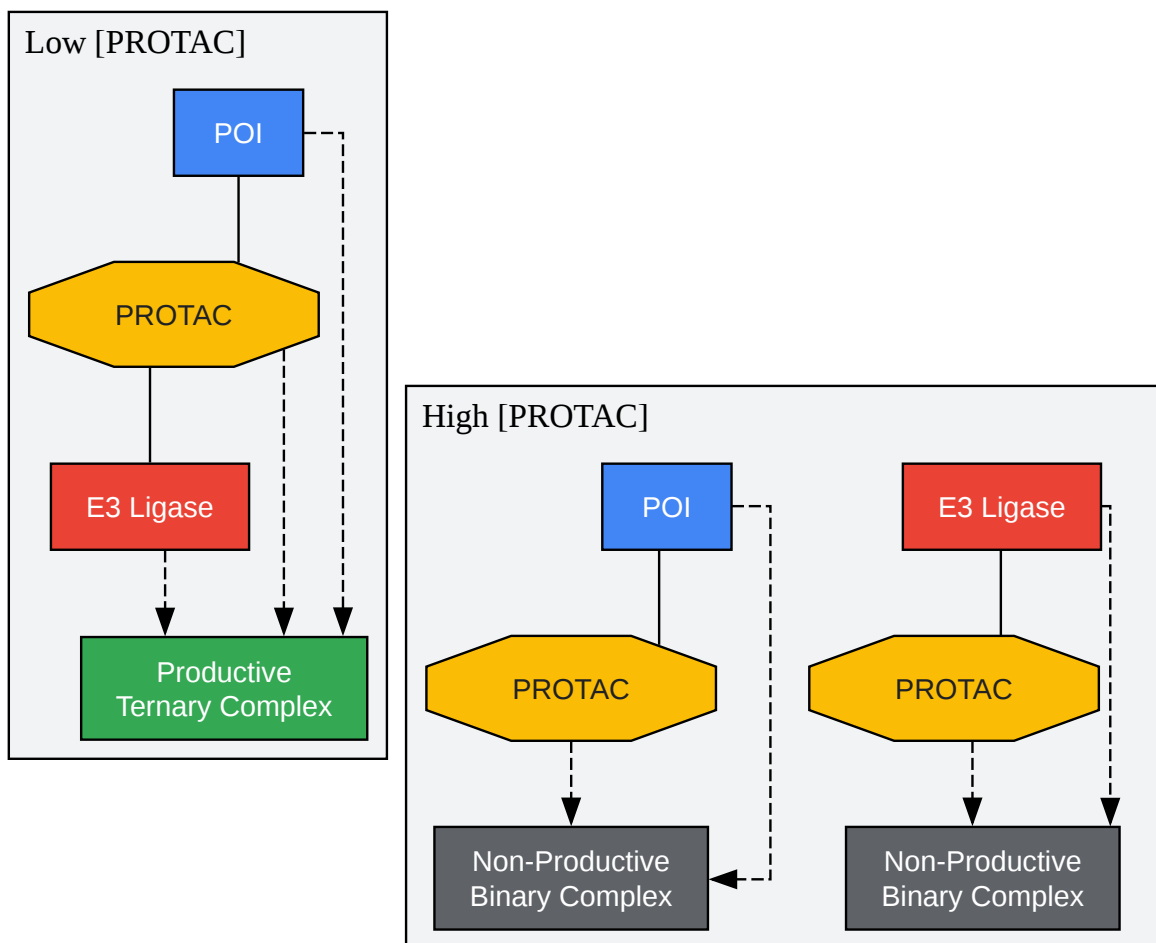 Low [PROTAC]
POI
PROTAC
E3 Ligase
Productive
Ternary Complex
High [PROTAC]
POI
PROTAC
Non-Productive
Binary Complex
E3 Ligase
PROTAC
Non-Productive
Binary Complex